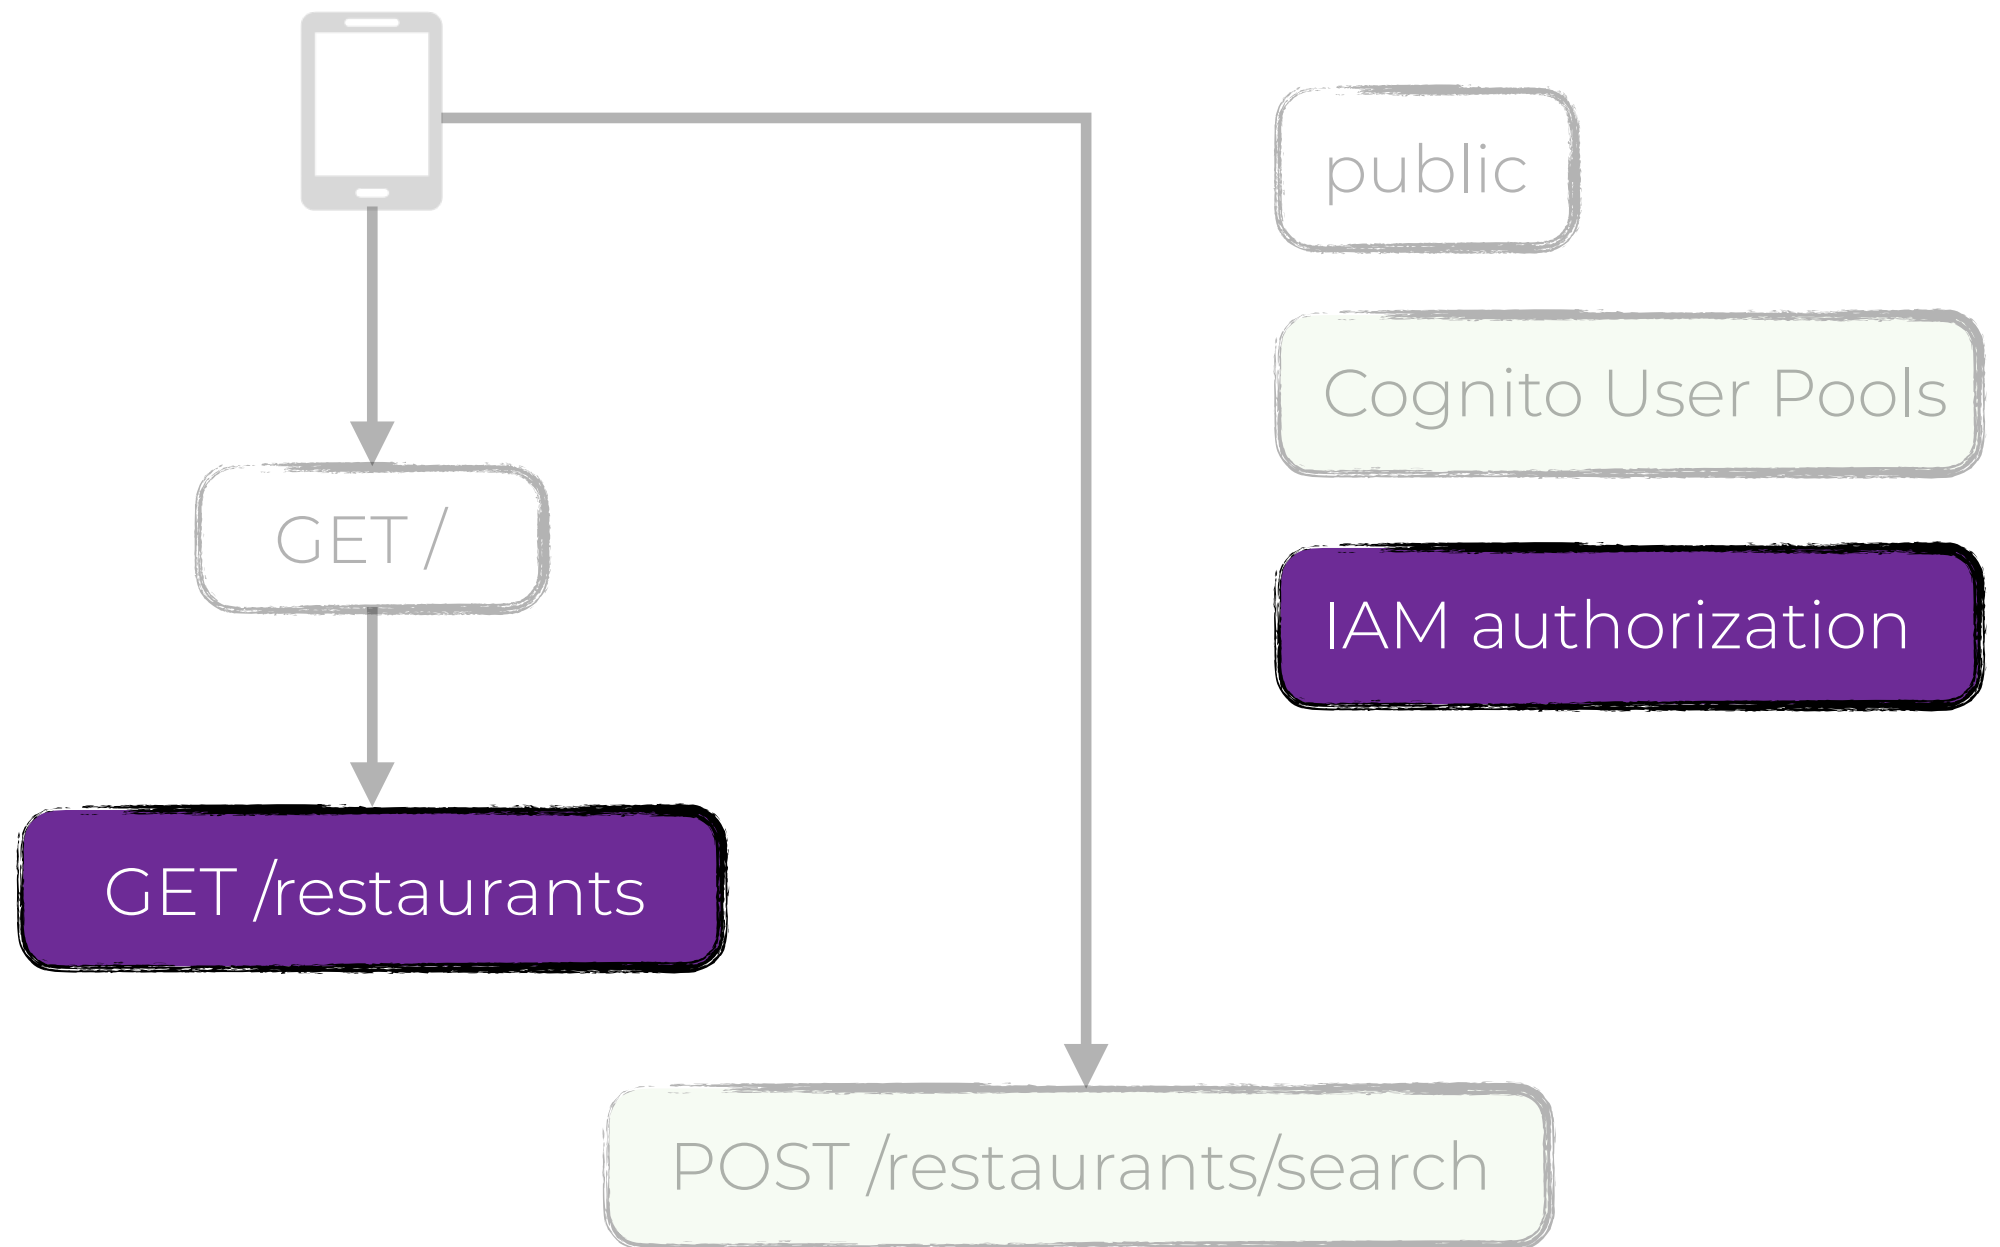 public
Cognito User Pools
GET /
IAM authorization
GET /restaurants
POST /restaurants/search